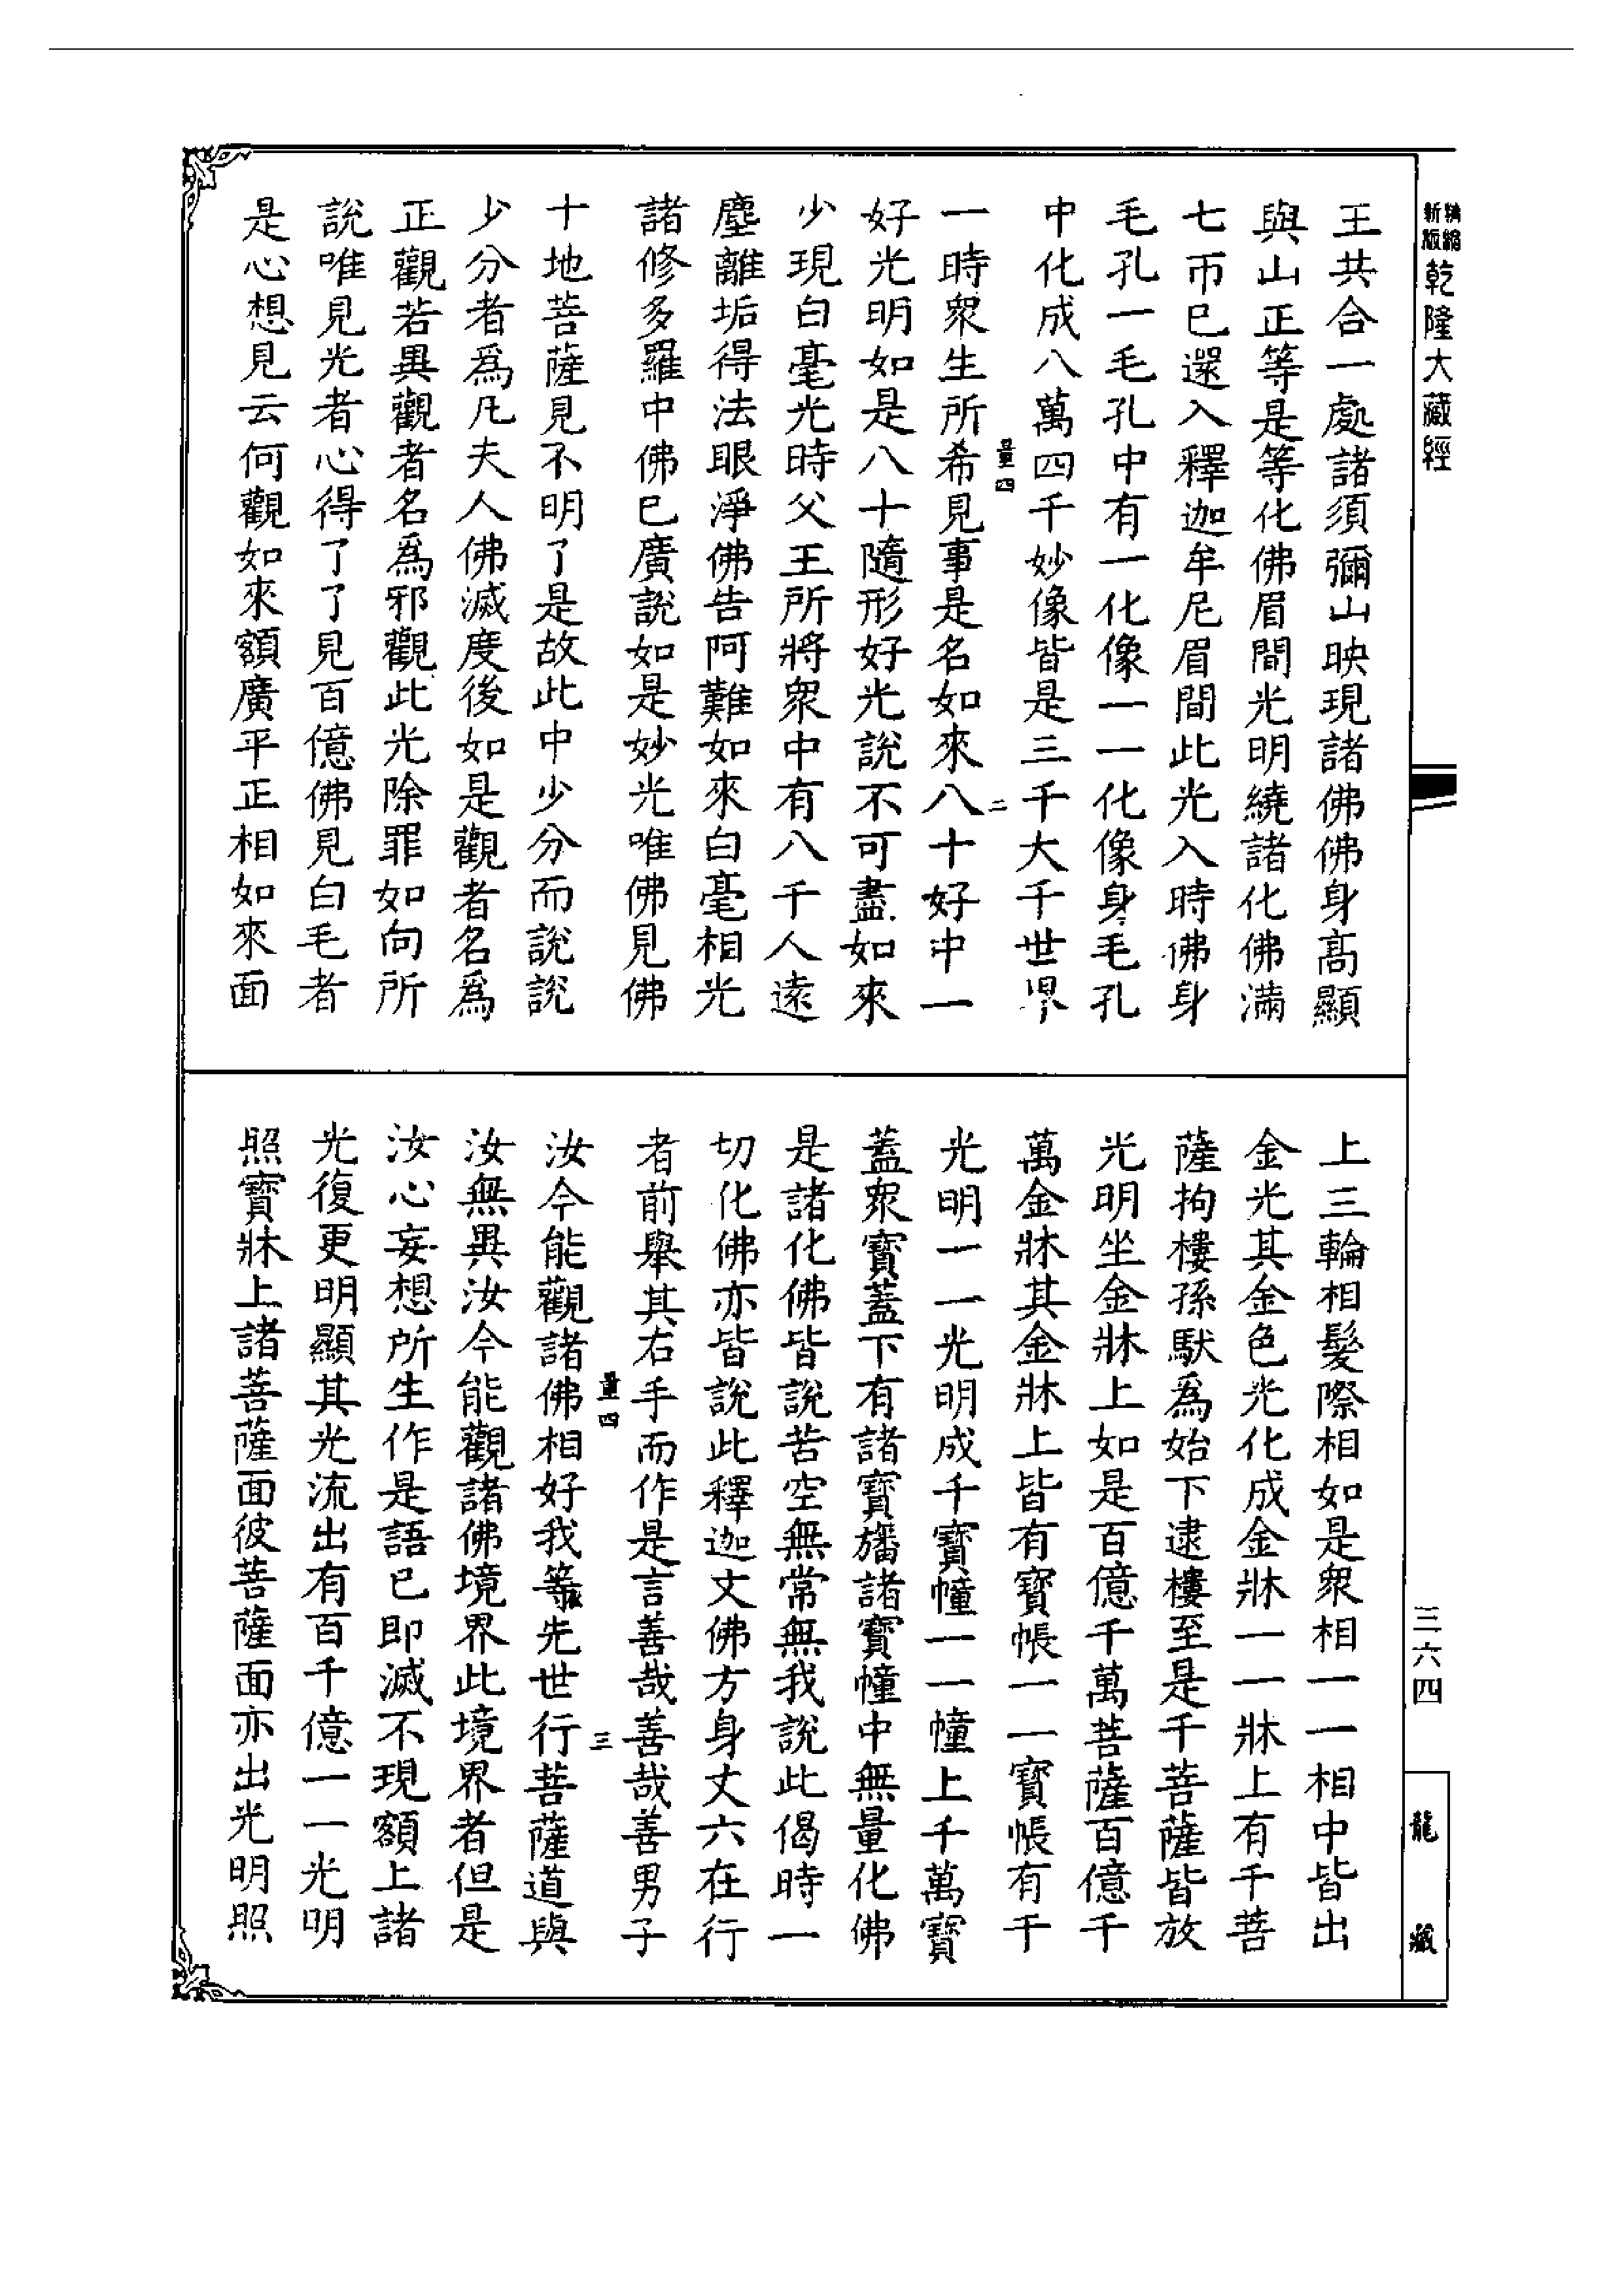 精縮新版乾隆大藏經
王共合一處諸須彌山映現諸佛佛身高顯
與山正等是等化佛眉間光明繞諸化佛滿
七帀已還入釋迦牟尼眉間此光入時佛身
毛孔一毛孔中有一化像一一化像身毛孔
中化成八萬四千妙像皆是三千大千世界
量四 二
一時衆生所希見事是名如來八十好中一
好光明如是八十隨形好光說不可盡如來
少現白毫光時父王所將衆中有八千人遠
塵離垢得法眼淨佛告阿難如來白毫相光
諸修多羅中佛已廣說如是妙光唯佛見佛
十地菩薩見不明了是故此中少分而說說
少分者爲凡夫人佛滅度後如是觀者名爲
正觀若異觀者名爲邪觀此光除罪如向所
說唯見光者心得了了見百億佛見白毛者
是心想見云何觀如來額廣平正相如來面
上三輪相髮際相如是衆相一一相中皆出
金光其金色光化成金牀一一牀上有千菩
薩拘樓孫馱爲始下逮樓至是千菩薩皆放
光明坐金牀上如是百億千萬菩薩百億千
萬金牀其金牀上皆有寶帳一一寶帳有千
光明一一光明成千寶幢一一幢上千萬寶
蓋衆寶蓋下有諸寶旛諸寶幢中無量化佛
是諸化佛皆說苦空無常無我說此偈時一
切化佛亦皆說此釋迦文佛方身丈六在行
者前舉其右手而作是言善哉善哉善男子
量四 三
汝今能觀諸佛相好我等先世行菩薩道與
汝無異汝今能觀諸佛境界此境界者但是
汝心妄想所生作是語已即滅不現額上諸
光復更明顯其光流出有百千億一一光明
照寶牀上諸菩薩面彼菩薩面亦出光明照
三六四
龍藏